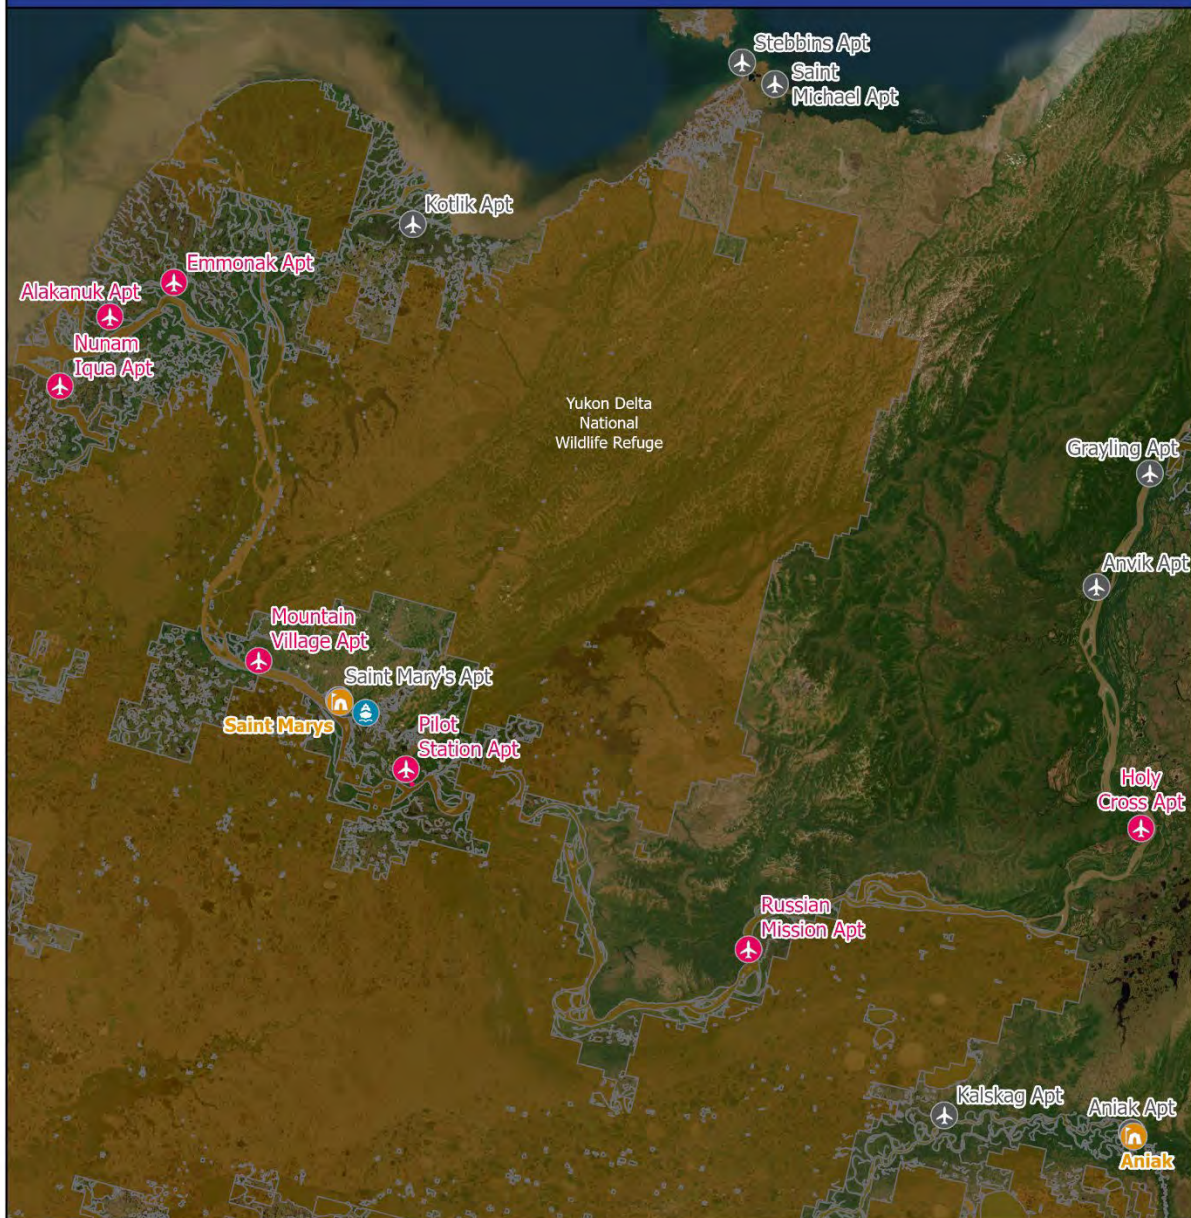 Stebbins Apt
Saint
Michael Apt
Kotlik Apt
Emmonak Apt
Alakanuk Apt
Nunam
Iqua Apt
Yukon Delta
National
Wildlife Refuge
Grayling Apt
Anvik Apt
Mountain
Village Apt
Saint Mary's Apt
Saint Marys
Pilot
Station Apt
Holy
Cross Apt
Russian
Mission Apt
Kalskag Apt
Aniak Apt
Aniak